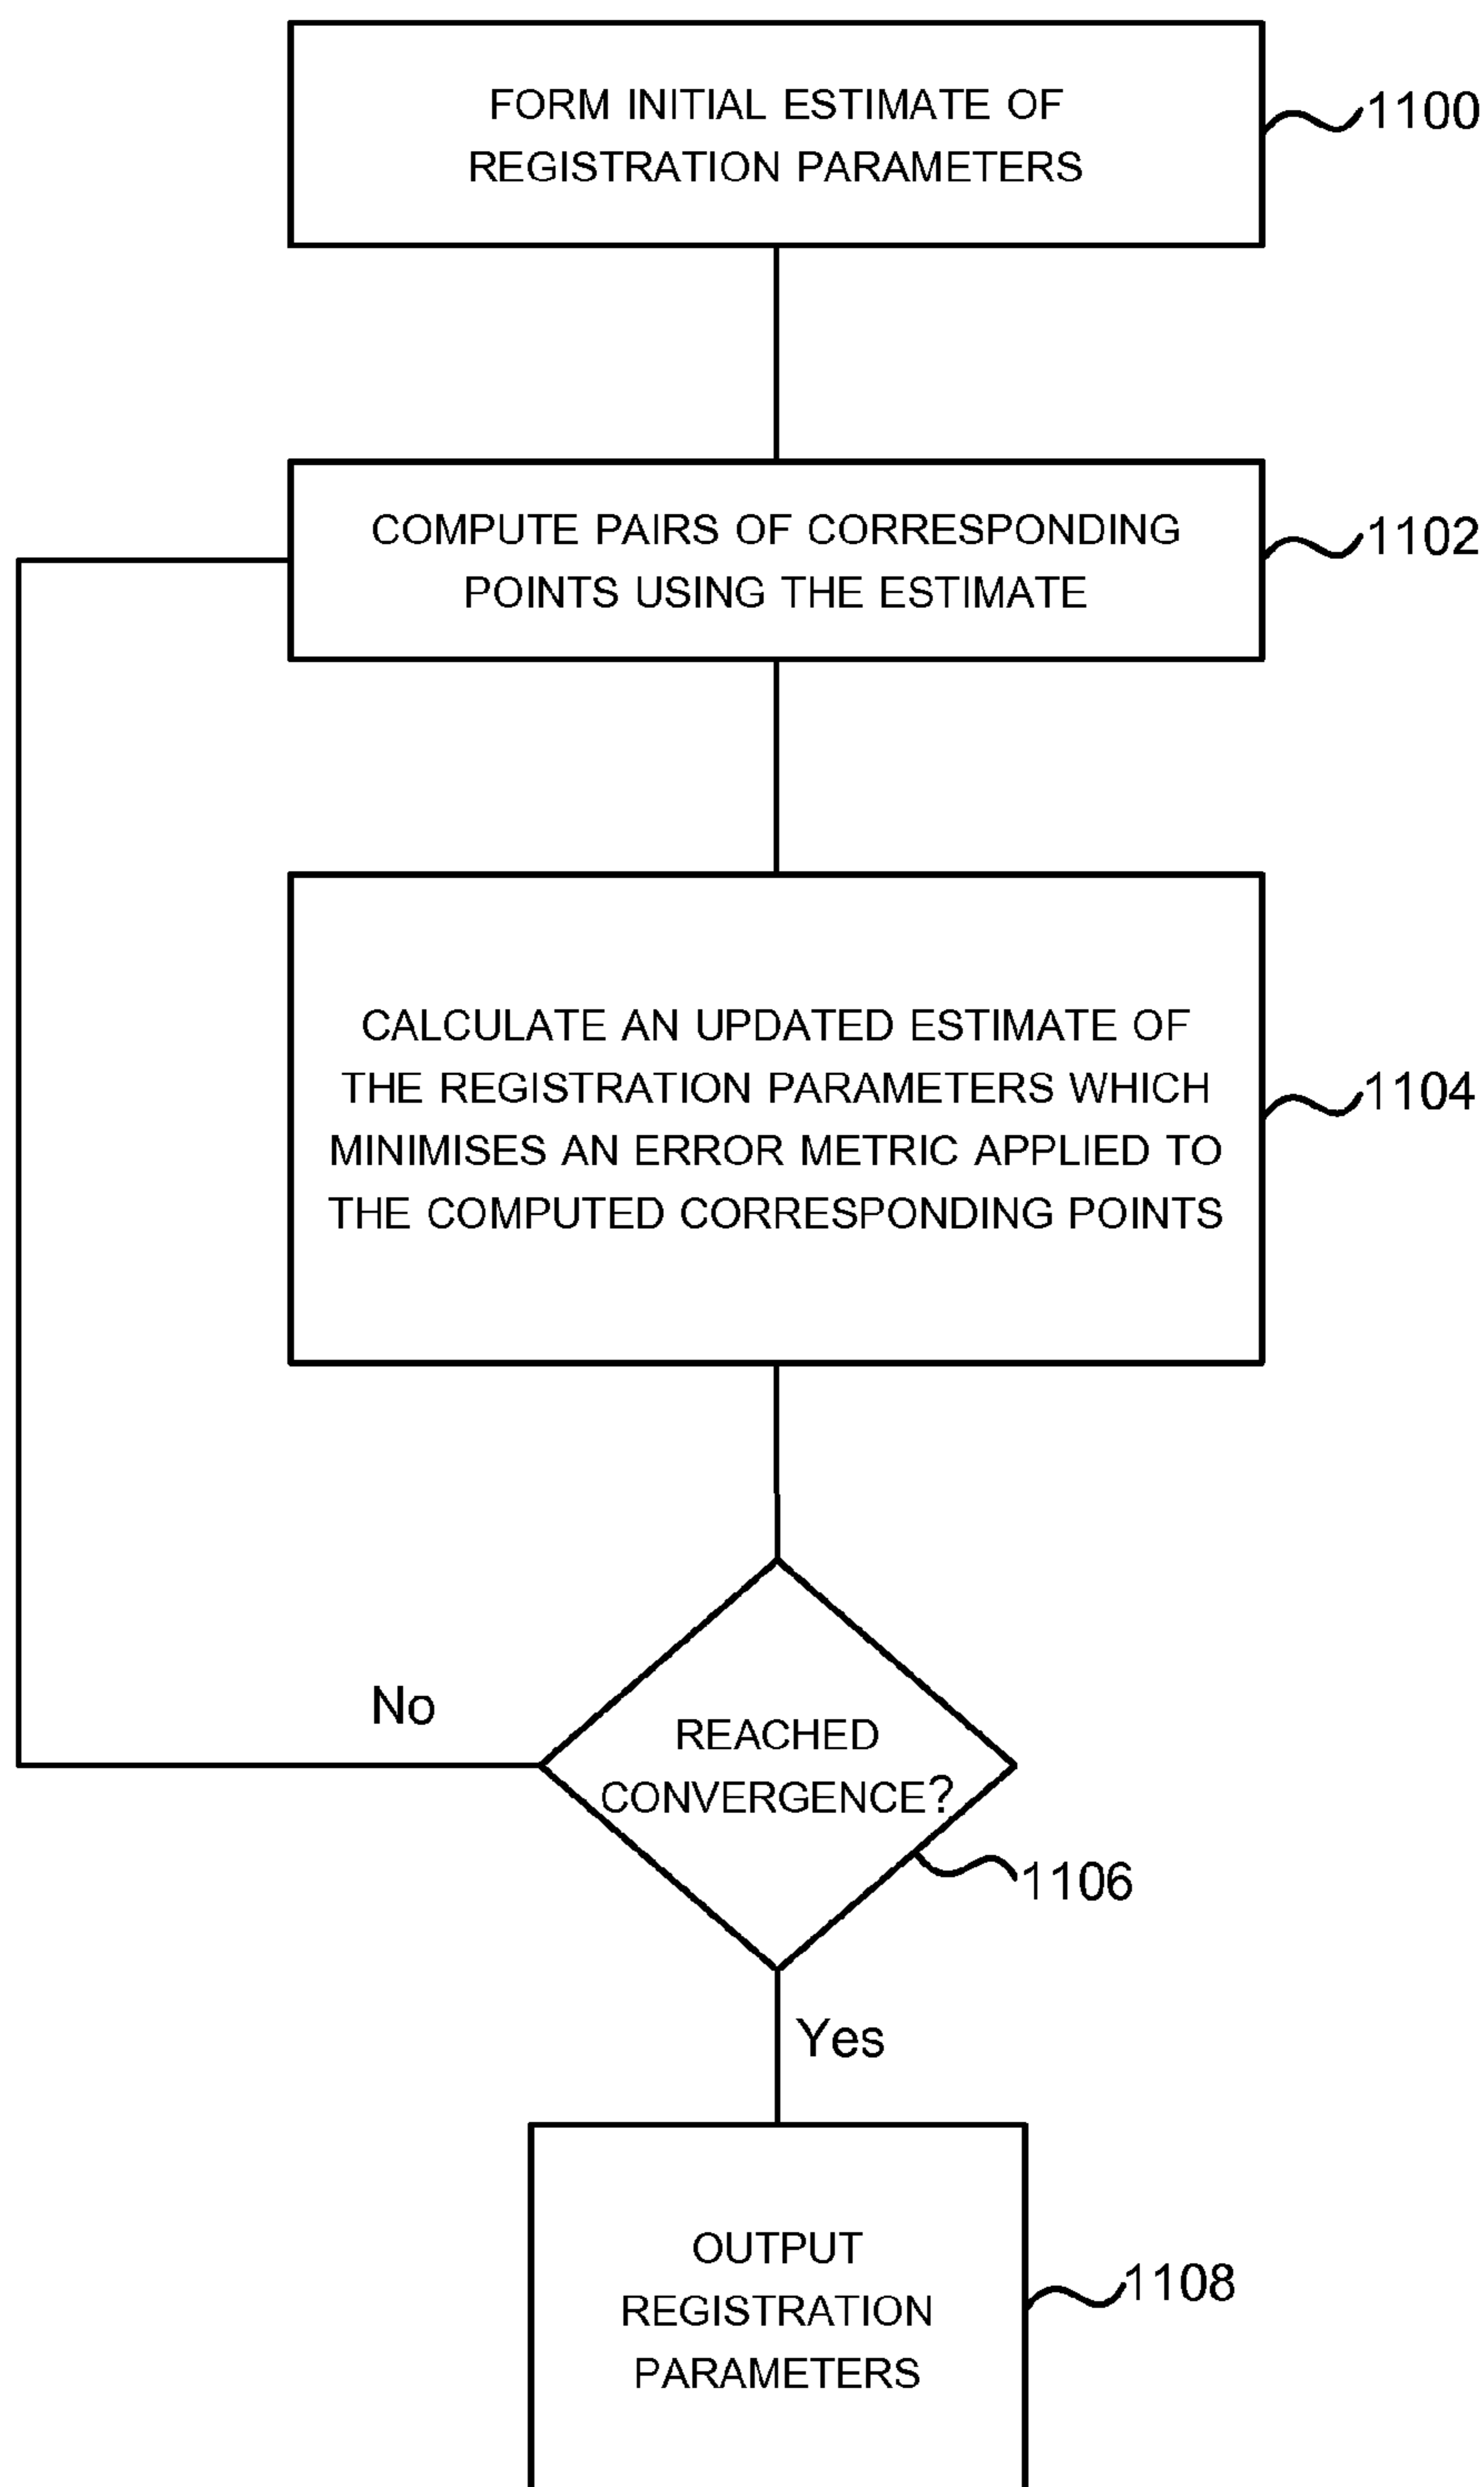 FORM INITIAL ESTIMATE OF
REGISTRATION PARAMETERS
1100
COMPUTE PAIRS OF CORRESPONDING
POINTS USING THE ESTIMATE
1102
CALCULATE AN UPDATED ESTIMATE OF
THE REGISTRATION PARAMETERS WHICH
MINIMISES AN ERROR METRIC APPLIED TO
THE COMPUTED CORRESPONDING POINTS
1104
No
REACHED
CONVERGENCE?
1106
Yes
OUTPUT
REGISTRATION
PARAMETERS
1108